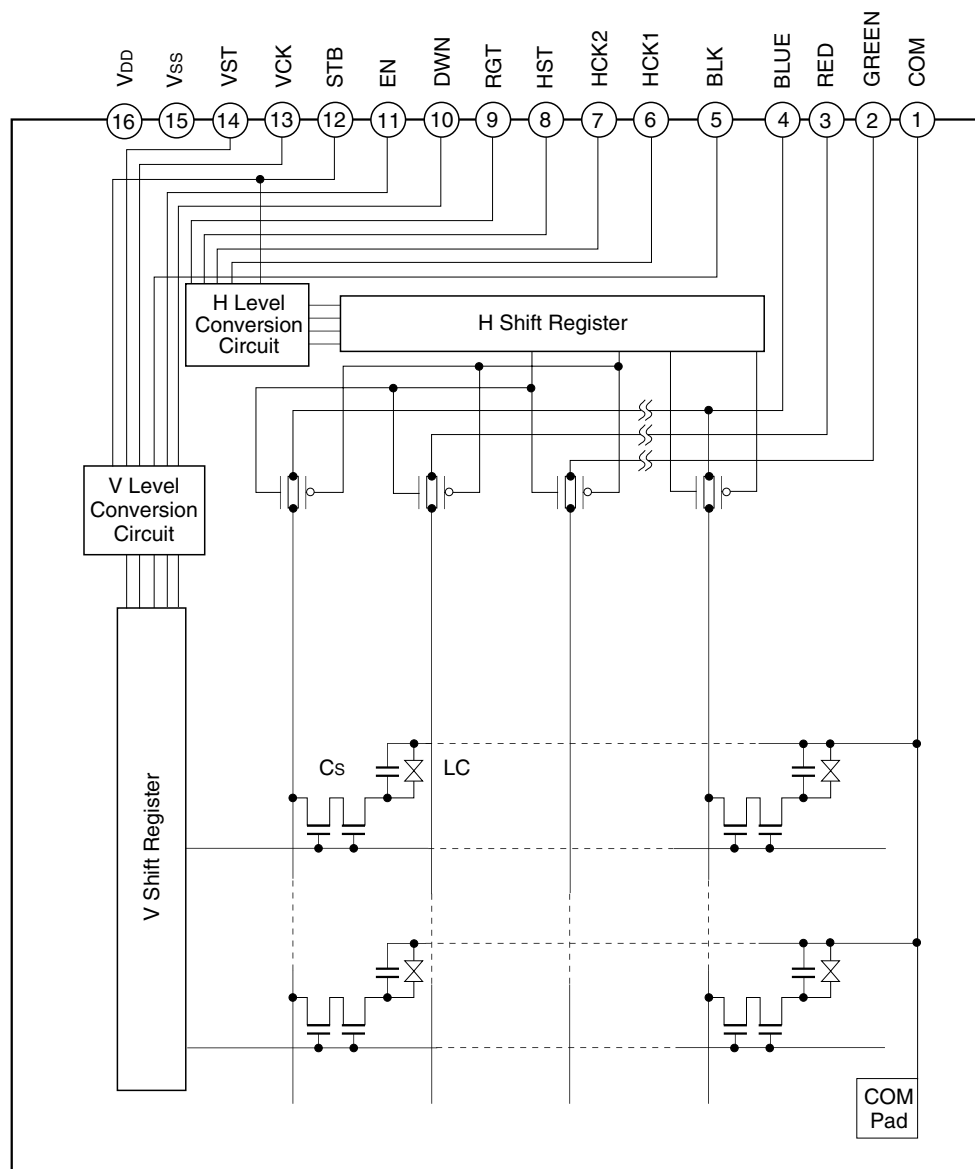 VDD
VSS
VST
VCK
STB
EN
DWN
RGT
HST
HCK2
HCK1
BLK
BLUE
RED
GREEN
COM
16
15
14
13
12
11
10
9
8
7
6
5
4
3
2
1
H Level
Conversion
Circuit
H Shift Register
V Level
Conversion
Circuit
V Shift Register
Cs
LC
COM
Pad